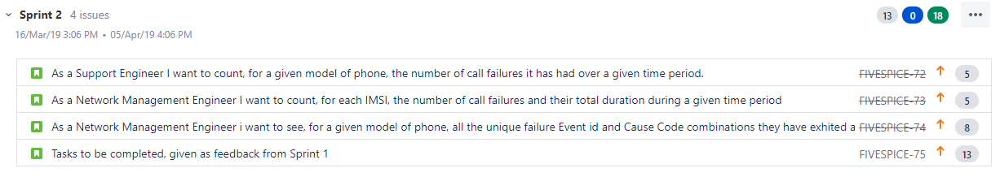 Sprint 2 4 issues 13 0 18
16/Mar/19 3:06 PM • 05/Apr/19 4:06 PM
As a Support Engineer I want to count, for a given model of phone, the number of call failures it has had over a given time period. FIVESPICE-72 5
As a Network Management Engineer I want to count, for each IMSI, the number of call failures and their total duration during a given time period FIVESPICE-73 5
As a Network Management Engineer i want to see, for a given model of phone, all the unique failure Event id and Cause Code combinations they have exhited a FIVESPICE-74 8
Tasks to be completed, given as feedback from Sprint 1 FIVESPICE-75 13